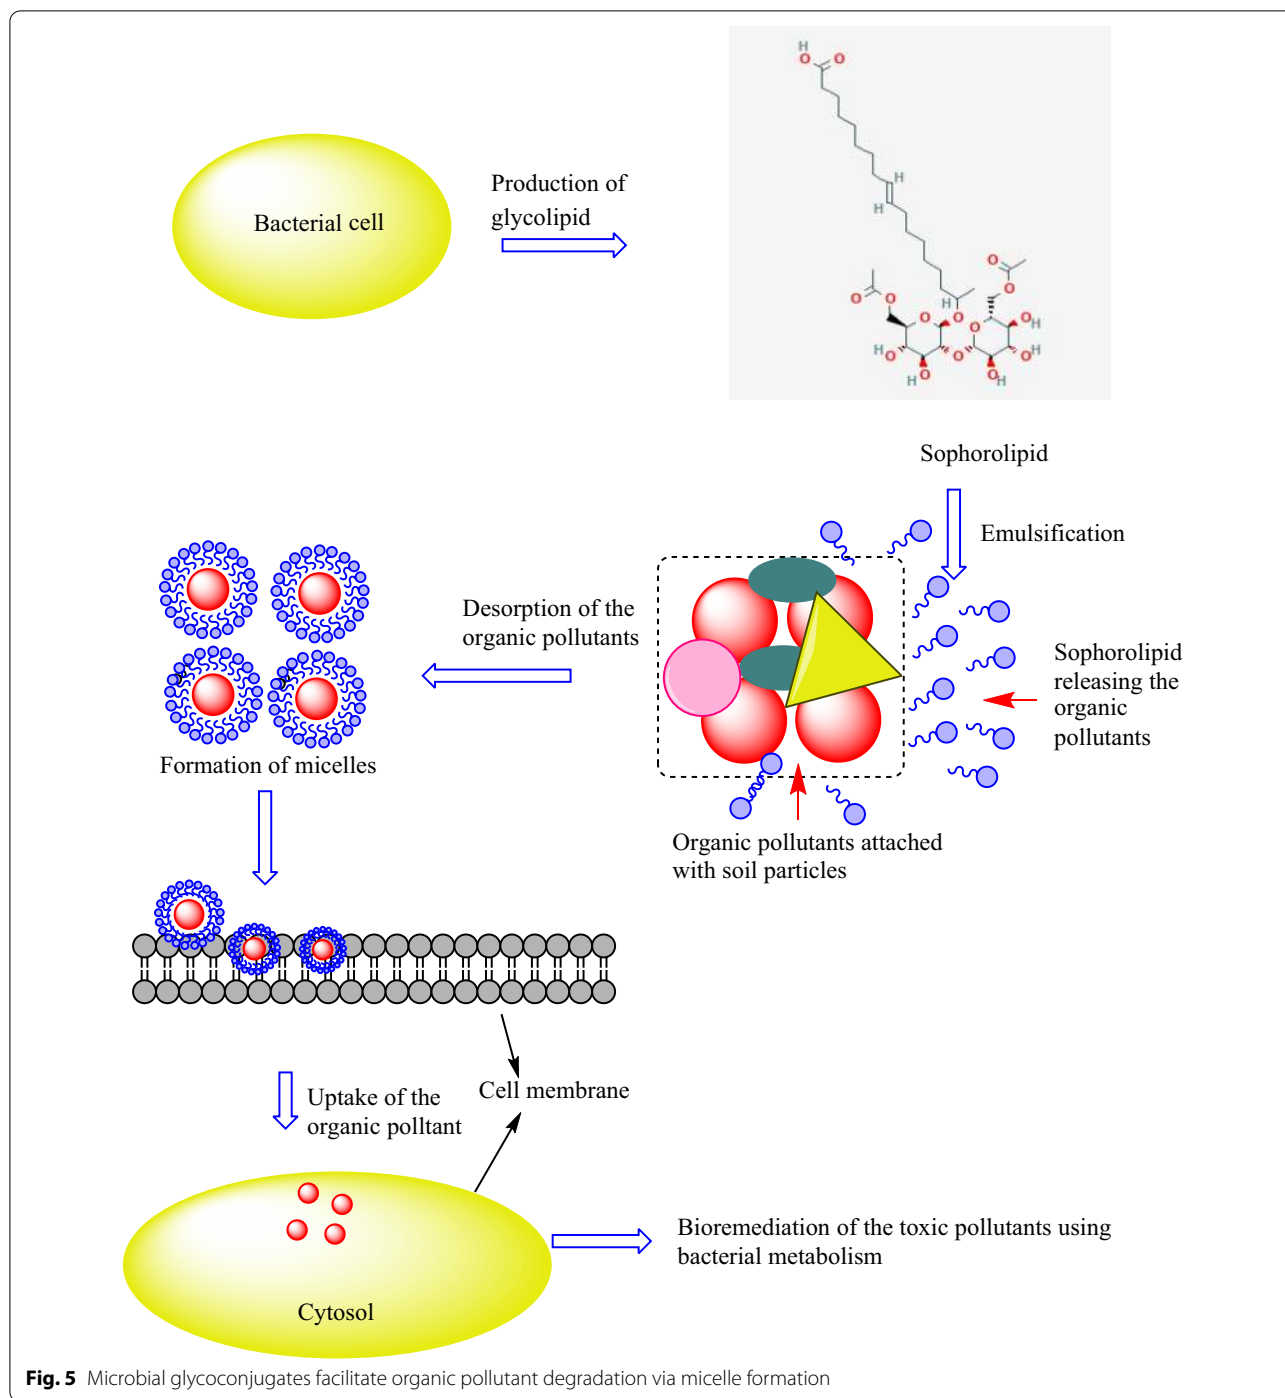 Bacterial cell
Production of
glycolipid
H
O
O
H
H
O
O
O
O
H
O
O
O
O
O
H
H
O
O
O
O
H
O
H
O
H
O
H
Sophorolipid
Emulsification
Desorption of the
organic pollutants
Sophorolipid
releasing the
organic
pollutants
Formation of micelles
Organic pollutants attached
with soil particles
Cell membrane
Uptake of the
organic polltant
Bioremediation of the toxic pollutants using
bacterial metabolism
Cytosol
Fig. 5 Microbial glycoconjugates facilitate organic pollutant degradation via micelle formation